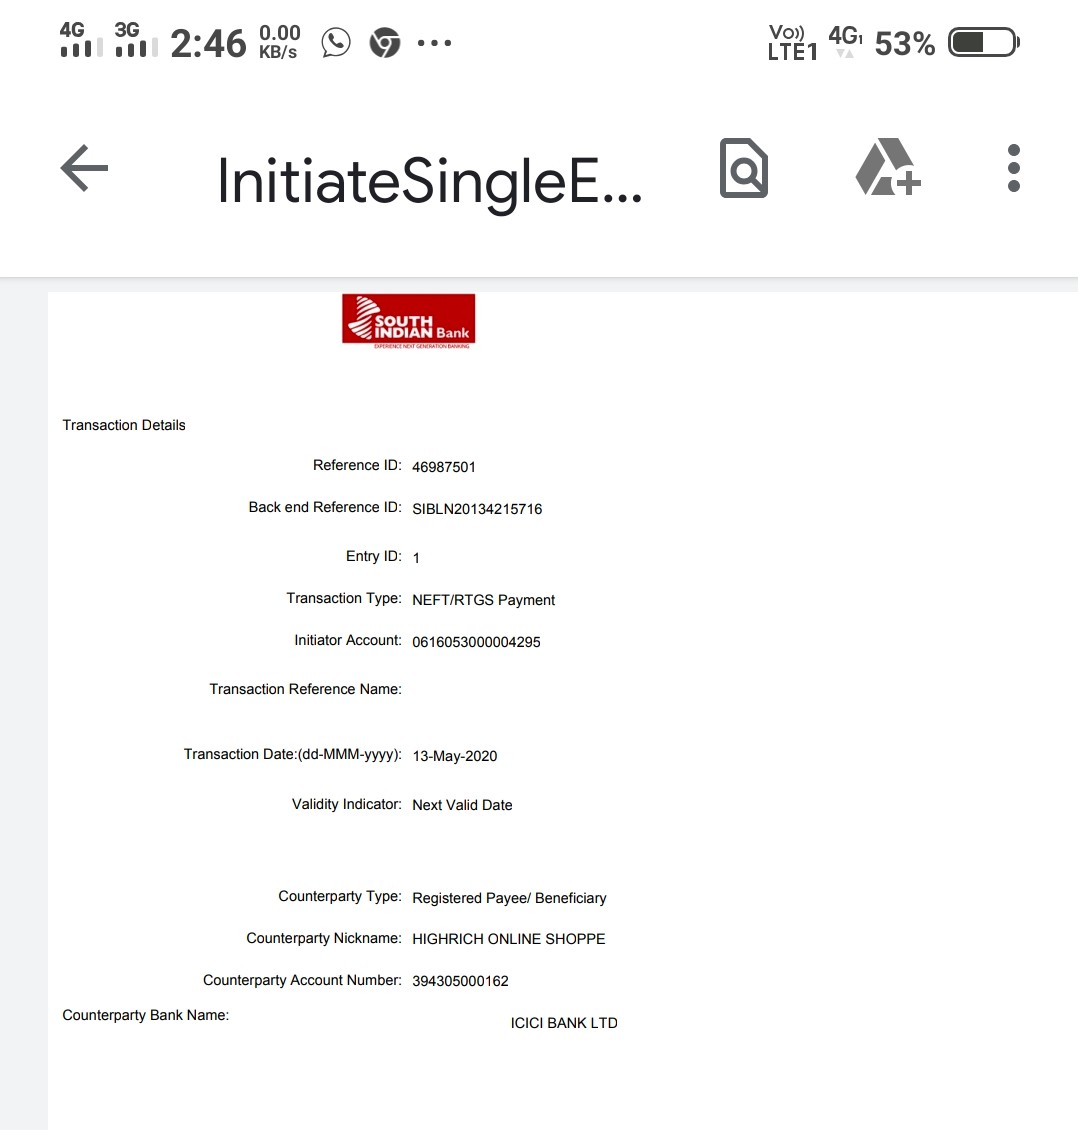 4G 3G 2:46 0.00 KB/s Vo)) LTE1 4G1 53%
InitiateSingleE...
SOUTH
INDIAN Bank
EXPERIENCE NEXT GENERATION BANKING
Transaction Details
Reference ID: 46987501
Back end Reference ID: SIBLN20134215716
Entry ID: 1
Transaction Type: NEFT/RTGS Payment
Initiator Account: 0616053000004295
Transaction Reference Name:
Transaction Date:(dd-MMM-yyyy): 13-May-2020
Validity Indicator: Next Valid Date
Counterparty Type: Registered Payee/ Beneficiary
Counterparty Nickname: HIGHRICH ONLINE SHOPPE
Counterparty Account Number: 394305000162
Counterparty Bank Name: ICICI BANK LTD